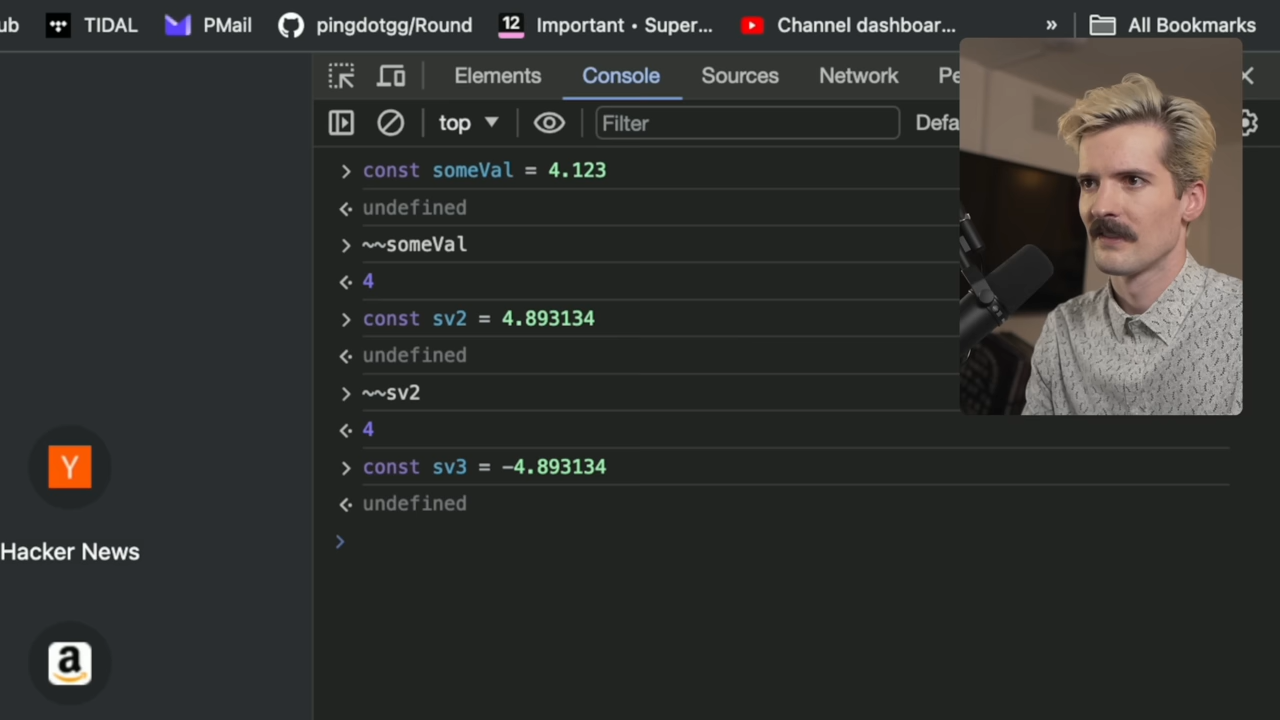 ub TIDAL PMail pingdotgg/Round 12 Important • Super... Channel dashboar... » All Bookmarks
Elements Console Sources Network Pe
top Filter Defa
const someVal = 4.123
undefined
~~someVal
4
const sv2 = 4.893134
undefined
~~sv2
4
const sv3 = -4.893134
undefined
Y
Hacker News
a